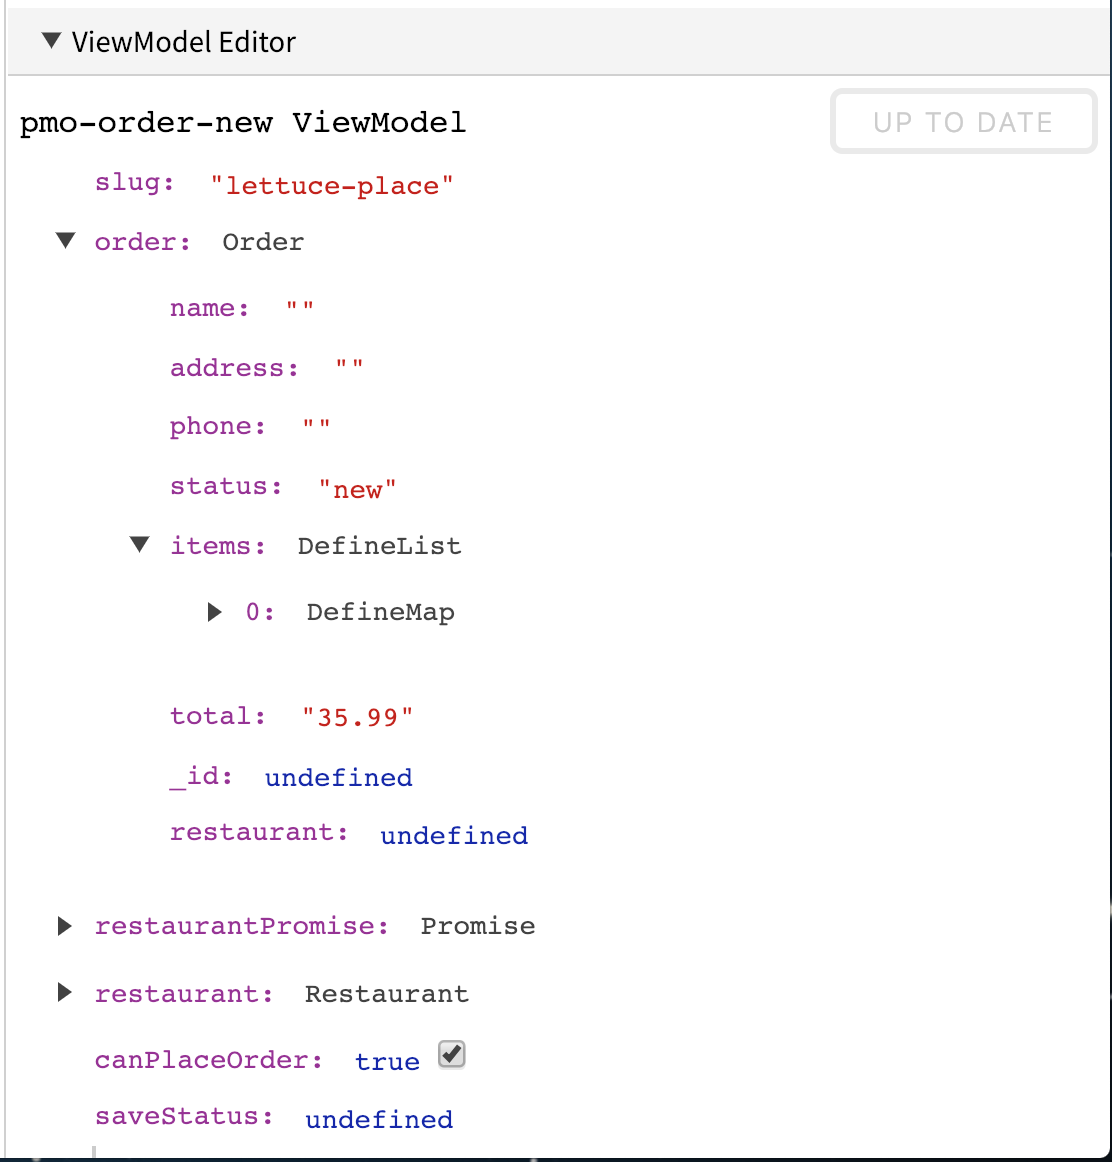 ViewModel Editor
pmo-order-new ViewModel
UP TO DATE
slug: "lettuce-place"
order: Order
name: ""
address: ""
phone: ""
status: "new"
items: DefineList
0: DefineMap
total: "35.99"
_id: undefined
restaurant: undefined
restaurantPromise: Promise
restaurant: Restaurant
canPlaceOrder: true
saveStatus: undefined